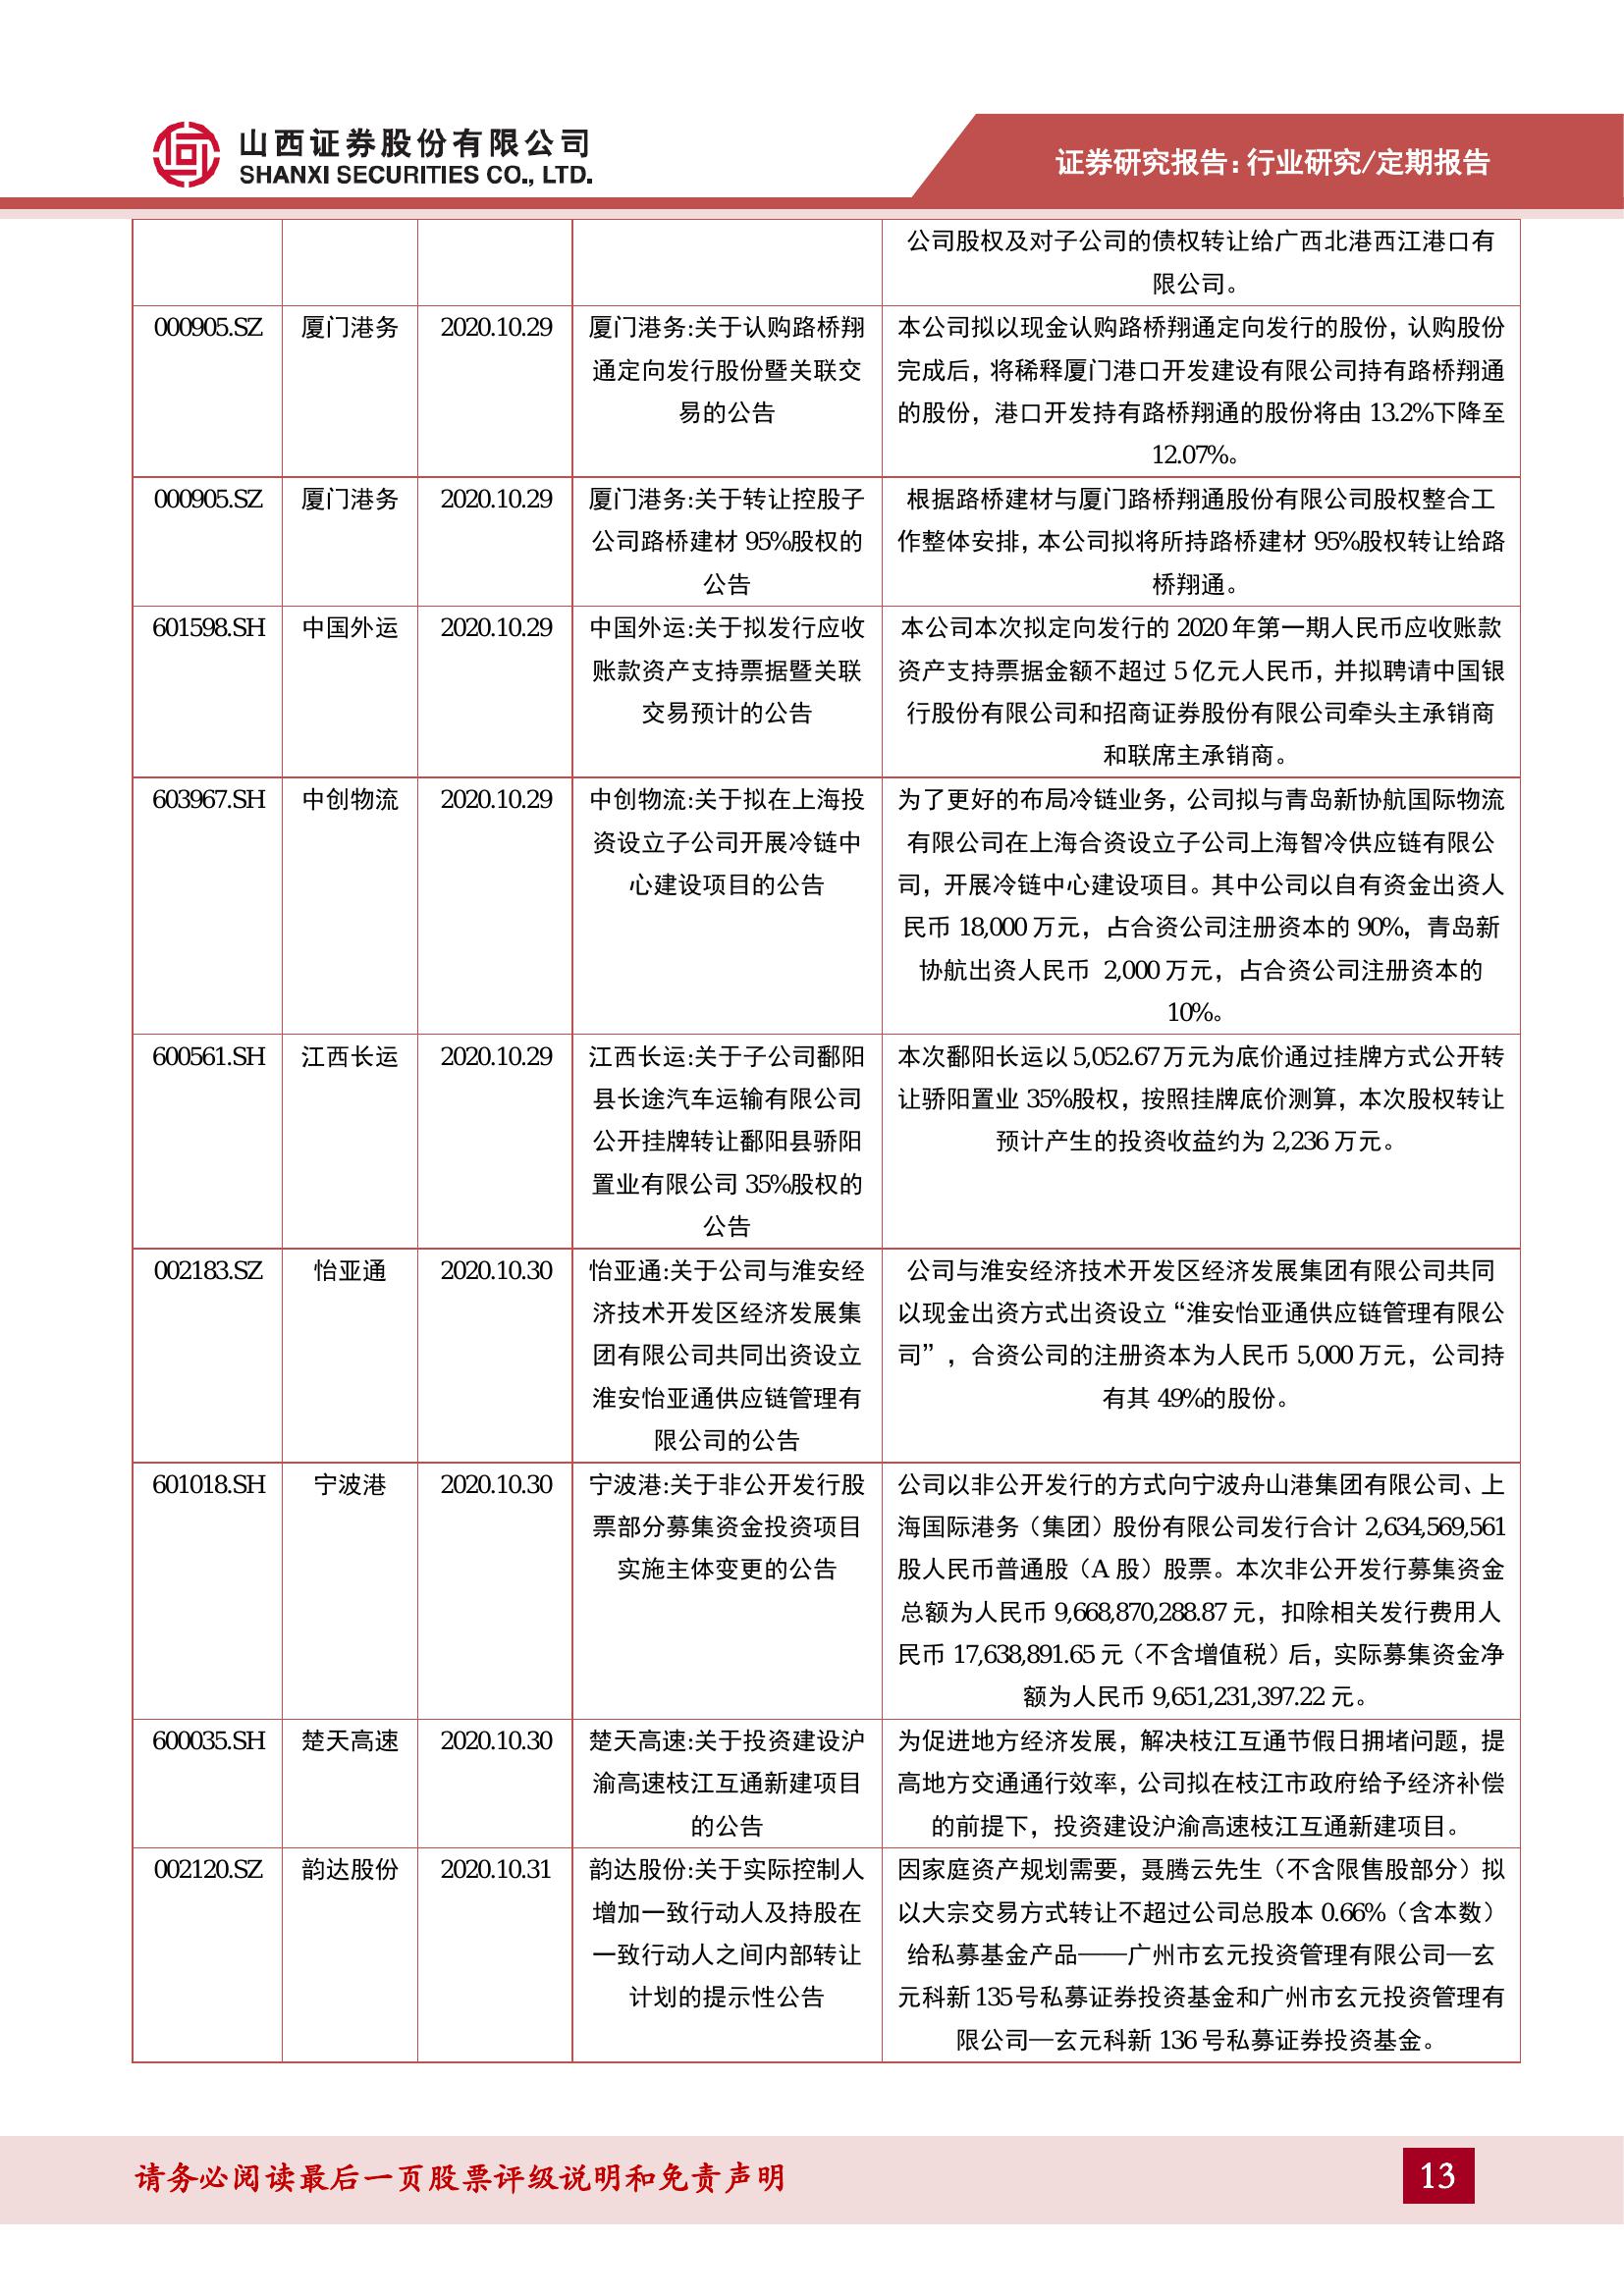 山西证券股份有限公司
SHANXI SECURITIES CO., LTD.
证券研究报告：行业研究/定期报告
公司股权及对子公司的债权转让给广西北港西江港口有
限公司。
000905.SZ
厦门港务
2020.10.29
厦门港务:关于认购路桥翔
通定向发行股份暨关联交
易的公告
本公司拟以现金认购路桥翔通定向发行的股份，认购股份
完成后，将稀释厦门港口开发建设有限公司持有路桥翔通
的股份，港口开发持有路桥翔通的股份将由 13.2%下降至
12.07%。
000905.SZ
厦门港务
2020.10.29
厦门港务:关于转让控股子
公司路桥建材 95%股权的
公告
根据路桥建材与厦门路桥翔通股份有限公司股权整合工
作整体安排，本公司拟将所持路桥建材 95%股权转让给路
桥翔通。
601598.SH
中国外运
2020.10.29
中国外运:关于拟发行应收
账款资产支持票据暨关联
交易预计的公告
本公司本次拟定向发行的 2020 年第一期人民币应收账款
资产支持票据金额不超过 5 亿元人民币，并拟聘请中国银
行股份有限公司和招商证券股份有限公司牵头主承销商
和联席主承销商。
603967.SH
中创物流
2020.10.29
中创物流:关于拟在上海投
资设立子公司开展冷链中
心建设项目的公告
为了更好的布局冷链业务，公司拟与青岛新协航国际物流
有限公司在上海合资设立子公司上海智冷供应链有限公
司，开展冷链中心建设项目。其中公司以自有资金出资人
民币 18,000 万元，占合资公司注册资本的 90%，青岛新
协航出资人民币 2,000 万元，占合资公司注册资本的
10%。
600561.SH
江西长运
2020.10.29
江西长运:关于子公司鄱阳
县长途汽车运输有限公司
公开挂牌转让鄱阳县骄阳
置业有限公司 35%股权的
公告
本次鄱阳长运以 5,052.67 万元为底价通过挂牌方式公开转
让骄阳置业 35%股权，按照挂牌底价测算，本次股权转让
预计产生的投资收益约为 2,236 万元。
002183.SZ
怡亚通
2020.10.30
怡亚通:关于公司与淮安经
济技术开发区经济发展集
团有限公司共同出资设立
淮安怡亚通供应链管理有
限公司的公告
公司与淮安经济技术开发区经济发展集团有限公司共同
以现金出资方式出资设立“淮安怡亚通供应链管理有限公
司”，合资公司的注册资本为人民币 5,000 万元，公司持
有其 49%的股份。
601018.SH
宁波港
2020.10.30
宁波港:关于非公开发行股
票部分募集资金投资项目
实施主体变更的公告
公司以非公开发行的方式向宁波舟山港集团有限公司、上
海国际港务（集团）股份有限公司发行合计 2,634,569,561
股人民币普通股（A 股）股票。本次非公开发行募集资金
总额为人民币 9,668,870,288.87 元，扣除相关发行费用人
民币 17,638,891.65 元（不含增值税）后，实际募集资金净
额为人民币 9,651,231,397.22 元。
600035.SH
楚天高速
2020.10.30
楚天高速:关于投资建设沪
渝高速枝江互通新建项目
的公告
为促进地方经济发展，解决枝江互通节假日拥堵问题，提
高地方交通通行效率，公司拟在枝江市政府给予经济补偿
的前提下，投资建设沪渝高速枝江互通新建项目。
002120.SZ
韵达股份
2020.10.31
韵达股份:关于实际控制人
增加一致行动人及持股在
一致行动人之间内部转让
计划的提示性公告
因家庭资产规划需要，聂腾云先生（不含限售股部分）拟
以大宗交易方式转让不超过公司总股本 0.66%（含本数）
给私募基金产品——广州市玄元投资管理有限公司—玄
元科新 135 号私募证券投资基金和广州市玄元投资管理有
限公司—玄元科新 136 号私募证券投资基金。
请务必阅读最后一页股票评级说明和免责声明
13